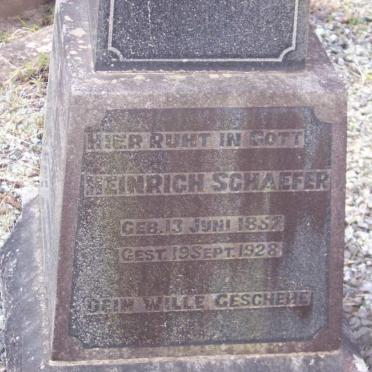 HIER RUHT IN GOTT
HEINRICH SCHAEFER
GEB. 13 JUNI 1852
GEST. 19 SEPT. 1928
DEIN WILLE GESCHEHE